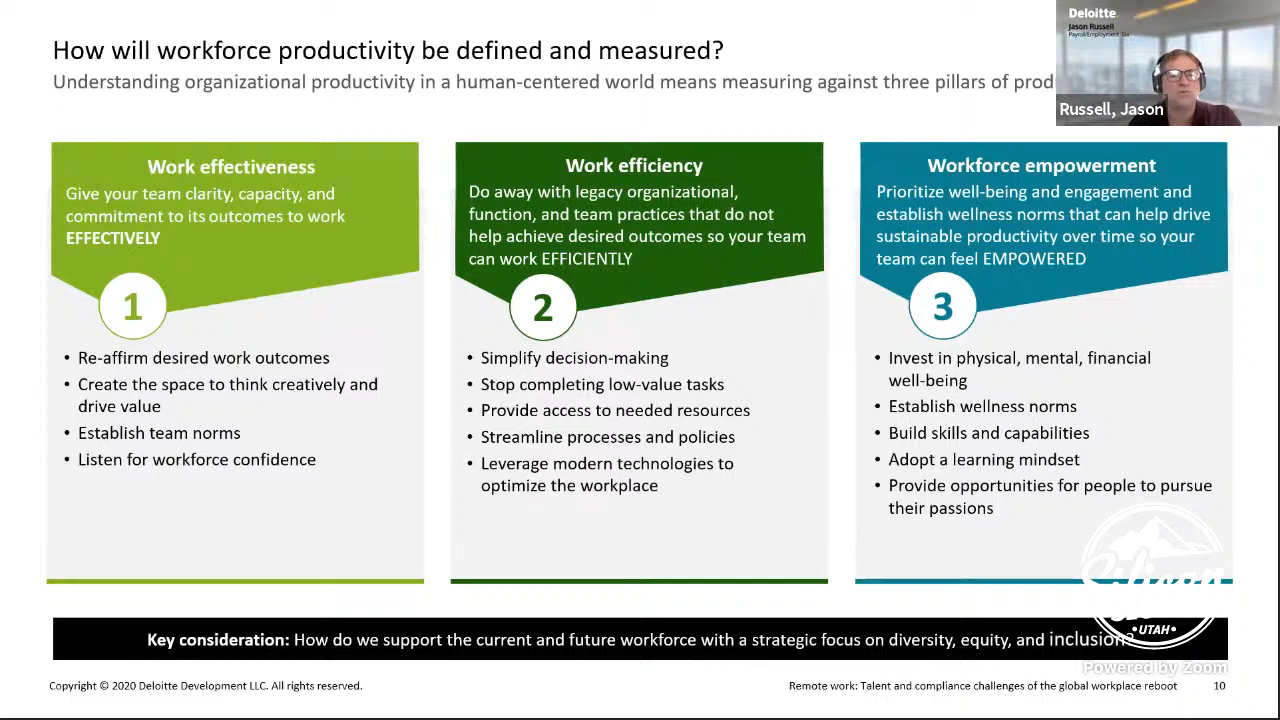 Deloitte
Jason Russell
Payroll/Employment Tax
Russell, Jason
How will workforce productivity be defined and measured?
Understanding organizational productivity in a human-centered world means measuring against three pillars of
Work effectiveness
Give your team clarity, capacity, and
commitment to its outcomes to work
EFFECTIVELY
1
• Re-affirm desired work outcomes
• Create the space to think creatively and
drive value
• Establish team norms
• Listen for workforce confidence
Work efficiency
Do away with legacy organizational,
function, and team practices that do not
help achieve desired outcomes so your team
can work EFFICIENTLY
2
• Simplify decision-making
• Stop completing low-value tasks
• Provide access to needed resources
• Streamline processes and policies
• Leverage modern technologies to
optimize the workplace
Workforce empowerment
Prioritize well-being and engagement and
establish wellness norms that can help drive
sustainable productivity over time so your
team can feel EMPOWERED
3
• Invest in physical, mental, financial
well-being
• Establish wellness norms
• Build skills and capabilities
• Adopt a learning mindset
• Provide opportunities for people to pursue
their passions
Silicon
•UTAH•
Key consideration: How do we support the current and future workforce with a strategic focus on diversity, equity, and inclusion?
Powered by Zoom
Copyright © 2020 Deloitte Development LLC. All rights reserved.
Remote work: Talent and compliance challenges of the global workplace reboot
10